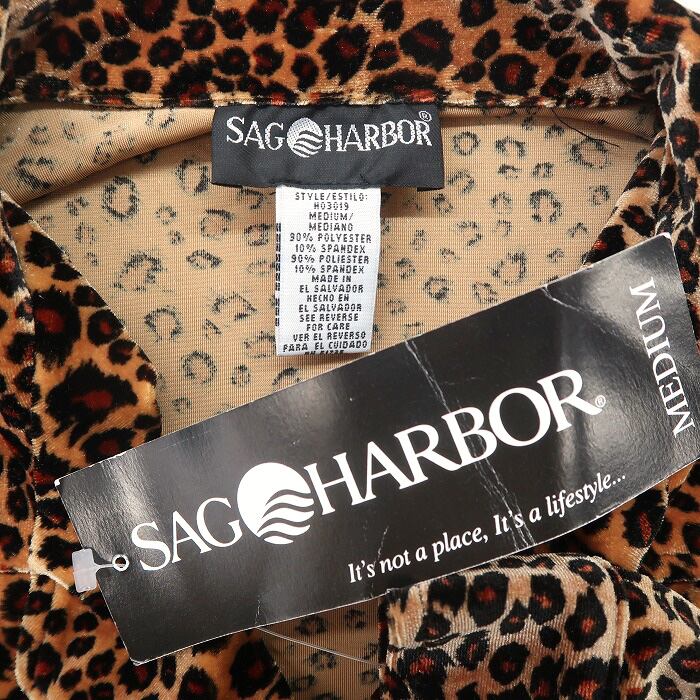 SAG HARBOR®
STYLE/ESTILO:
H03019
MEDIUM/
MEDIANO
90% POLYESTER
10% SPANDEX
90% POLIESTER
10% SPANDEX
MADE IN
EL SALVADOR
HECHO EN
EL SALVADOR
SEE REVERSE
FOR CARE
VER EL REVERSO
PARA EL CUIDADO
MEDIUM
SAG HARBOR®
It's not a place, It's a lifestyle...